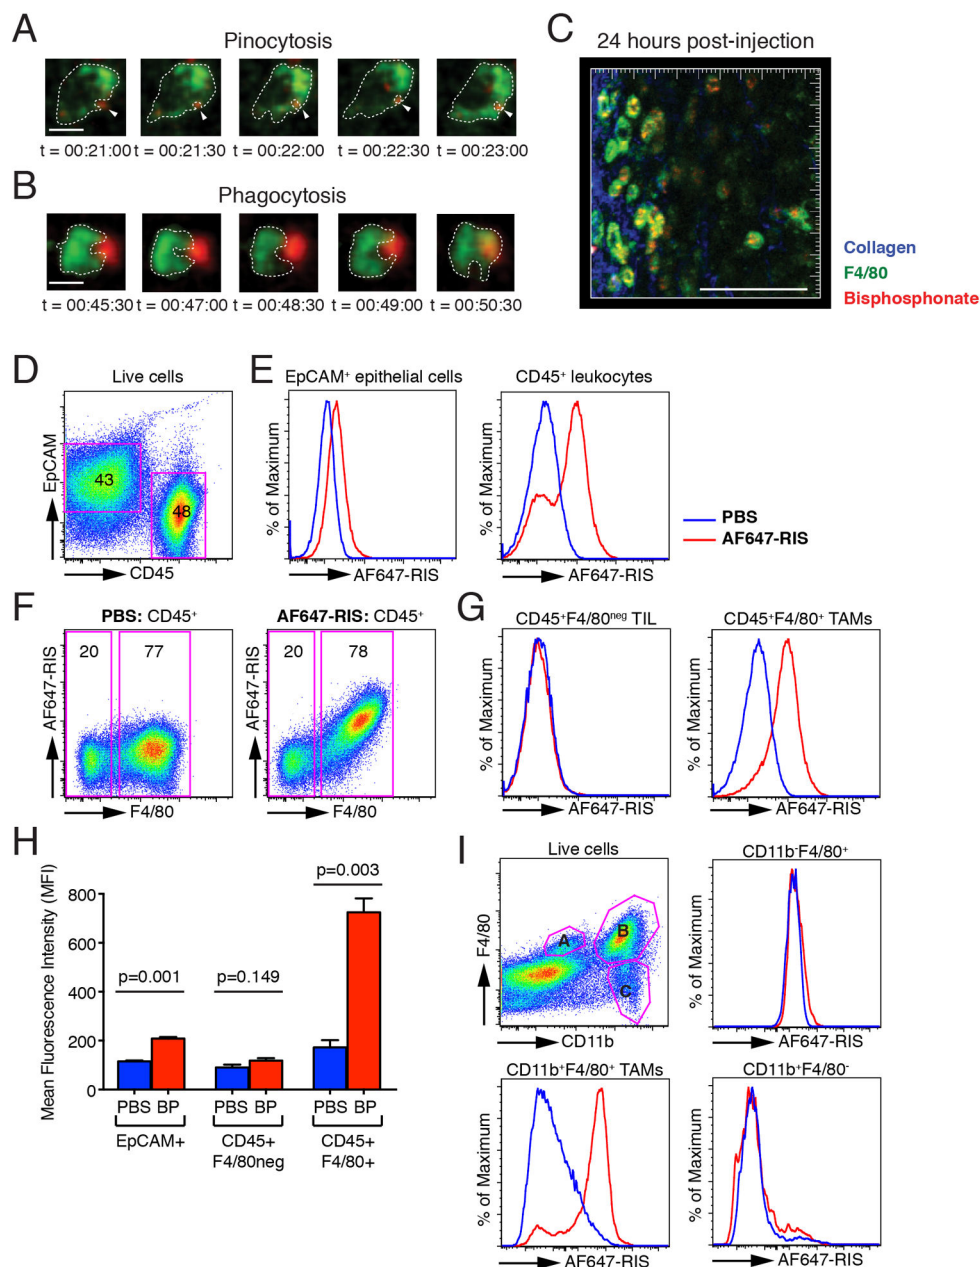 A
Pinocytosis
t = 00:21:00 t = 00:21:30 t = 00:22:00 t = 00:22:30 t = 00:23:00
B
Phagocytosis
t = 00:45:30 t = 00:47:00 t = 00:48:30 t = 00:49:00 t = 00:50:30
C
24 hours post-injection
Collagen
F4/80
Bisphosphonate
D
Live cells
EpCAM
43
48
CD45
E
EpCAM⁺ epithelial cells
% of Maximum
AF647-RIS
CD45⁺ leukocytes
% of Maximum
AF647-RIS
PBS
AF647-RIS
F
PBS: CD45⁺
AF647-RIS
20 77
F4/80
AF647-RIS: CD45⁺
AF647-RIS
20 78
F4/80
G
CD45⁺F4/80ⁿᵉᵍ TIL
% of Maximum
AF647-RIS
CD45⁺F4/80⁺ TAMs
% of Maximum
AF647-RIS
H
Mean Fluorescence Intensity (MFI)
800
600
400
200
0
p=0.001
p=0.149
p=0.003
PBS BP PBS BP PBS BP
EpCAM+
CD45+
F4/80neg
CD45+
F4/80+
I
Live cells
F4/80
A
B
C
CD11b
CD11b⁻F4/80⁺
% of Maximum
AF647-RIS
CD11b⁺F4/80⁺ TAMs
% of Maximum
AF647-RIS
CD11b⁺F4/80⁻
% of Maximum
AF647-RIS